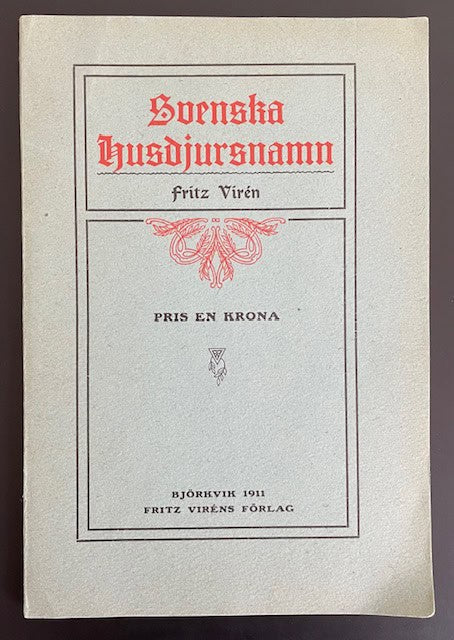 Svenska
Husdjursnamn
Fritz Virén
PRIS EN KRONA
BJÖRKVIK 1911
FRITZ VIRÉNS FÖRLAG